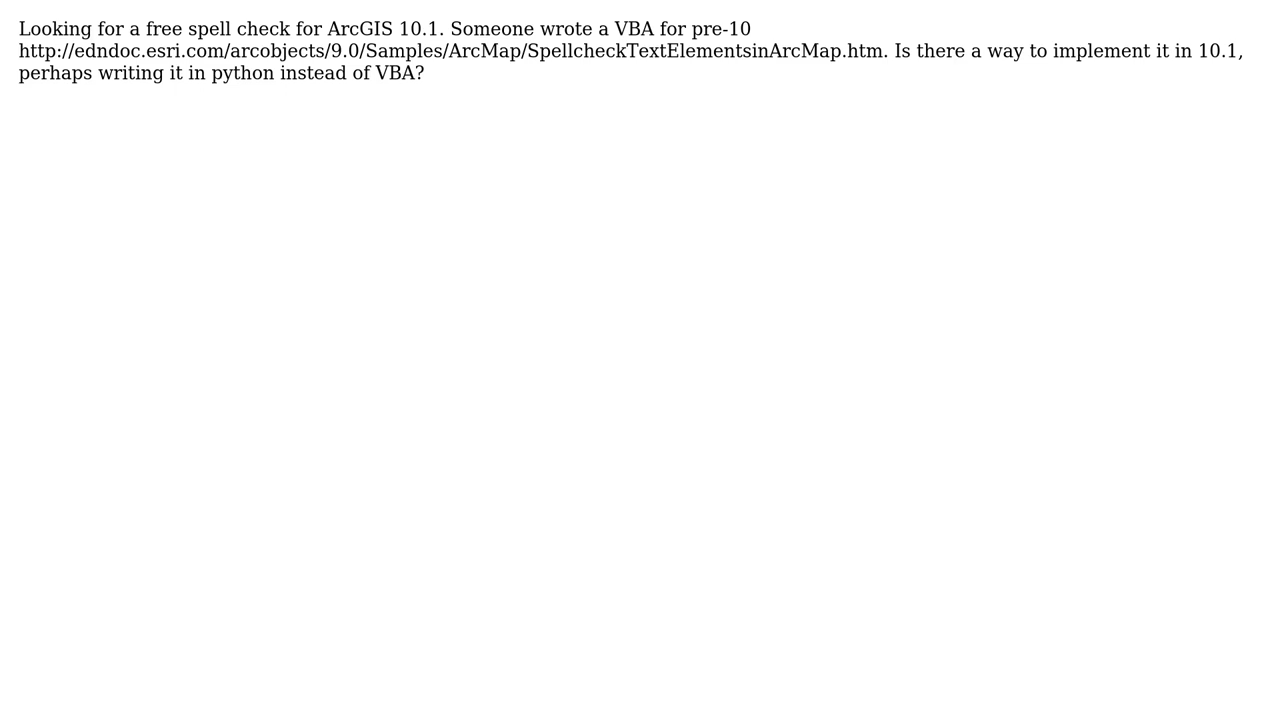 Looking for a free spell check for ArcGIS 10.1. Someone wrote a VBA for pre-10
http://edndoc.esri.com/arcobjects/9.0/Samples/ArcMap/SpellcheckTextElementsinArcMap.htm. Is there a way to implement it in 10.1,
perhaps writing it in python instead of VBA?